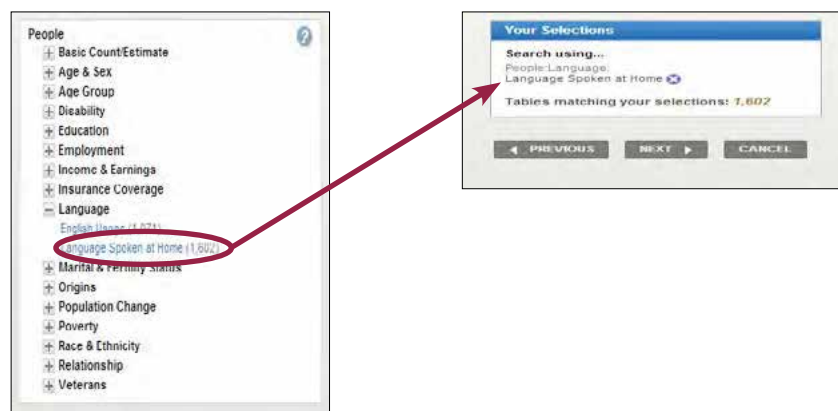 People
Basic Count/Estimate
Age & Sex
Age Group
Disability
Education
Employment
Income & Earnings
Insurance Coverage
Language
English Usage (1,071)
Language Spoken at Home (1,602)
Marital & Fertility Status
Origins
Population Change
Poverty
Race & Ethnicity
Relationship
Veterans
Your Selections
Search using...
People:Language:
Language Spoken at Home
Tables matching your selections: 1,602
PREVIOUS
NEXT
CANCEL